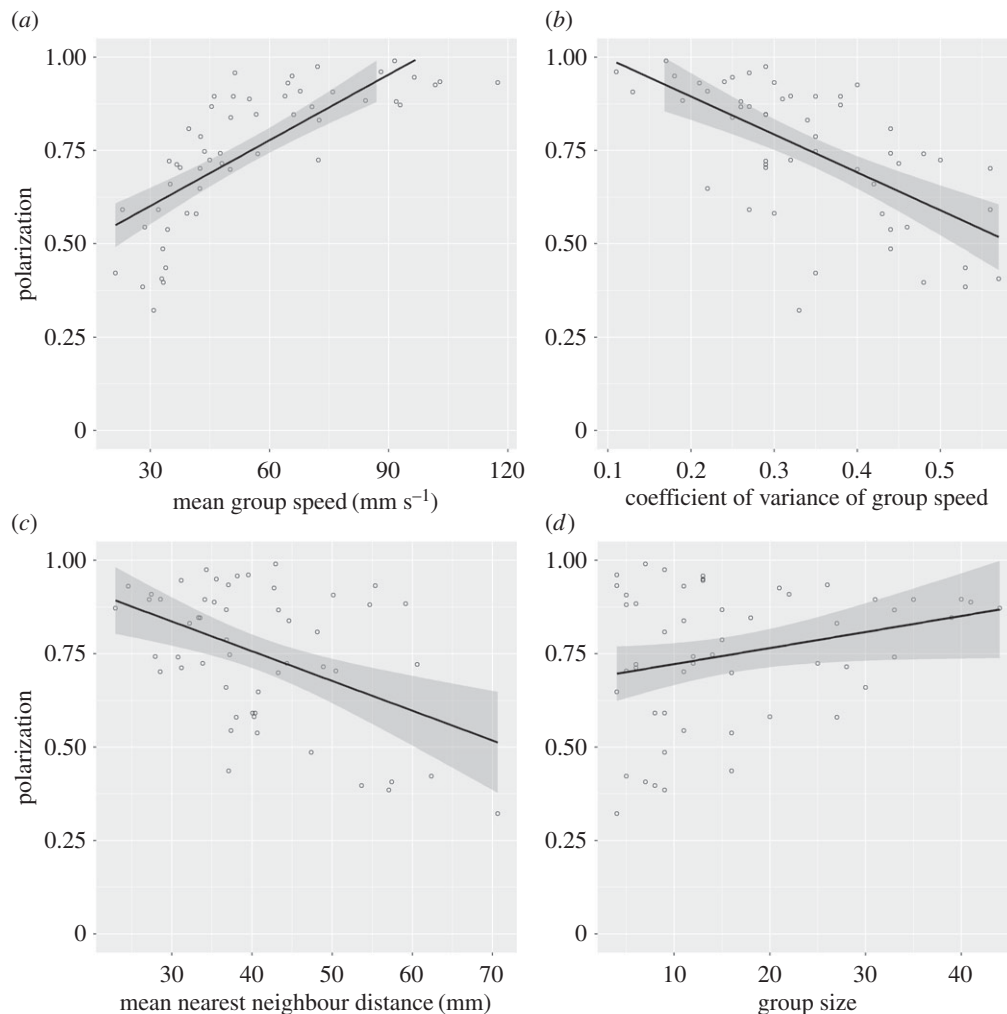 (a)
(b)
1.00
1.00
0.75
0.75
polarization
0.50
0.50
0.25
0.25
0
0
30 60 90 120
0.1 0.2 0.3 0.4 0.5
mean group speed (mm s⁻¹)
coefficient of variance of group speed
(c)
(d)
1.00
1.00
0.75
0.75
polarization
0.50
0.50
0.25
0.25
0
0
30 40 50 60 70
10 20 30 40
mean nearest neighbour distance (mm)
group size